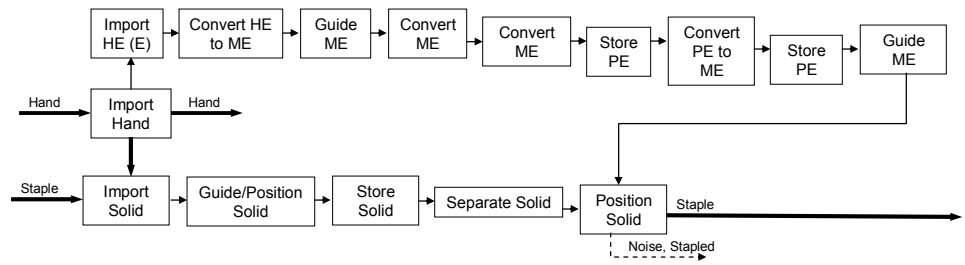 Import
HE (E)
Convert HE
to ME
Guide
ME
Convert
ME
Convert
ME
Store
PE
Convert
PE to
ME
Store
PE
Guide
ME
Hand
Import
Hand
Hand
Staple
Import
Solid
Guide/Position
Solid
Store
Solid
Separate Solid
Position
Solid
Staple
Noise, Stapled